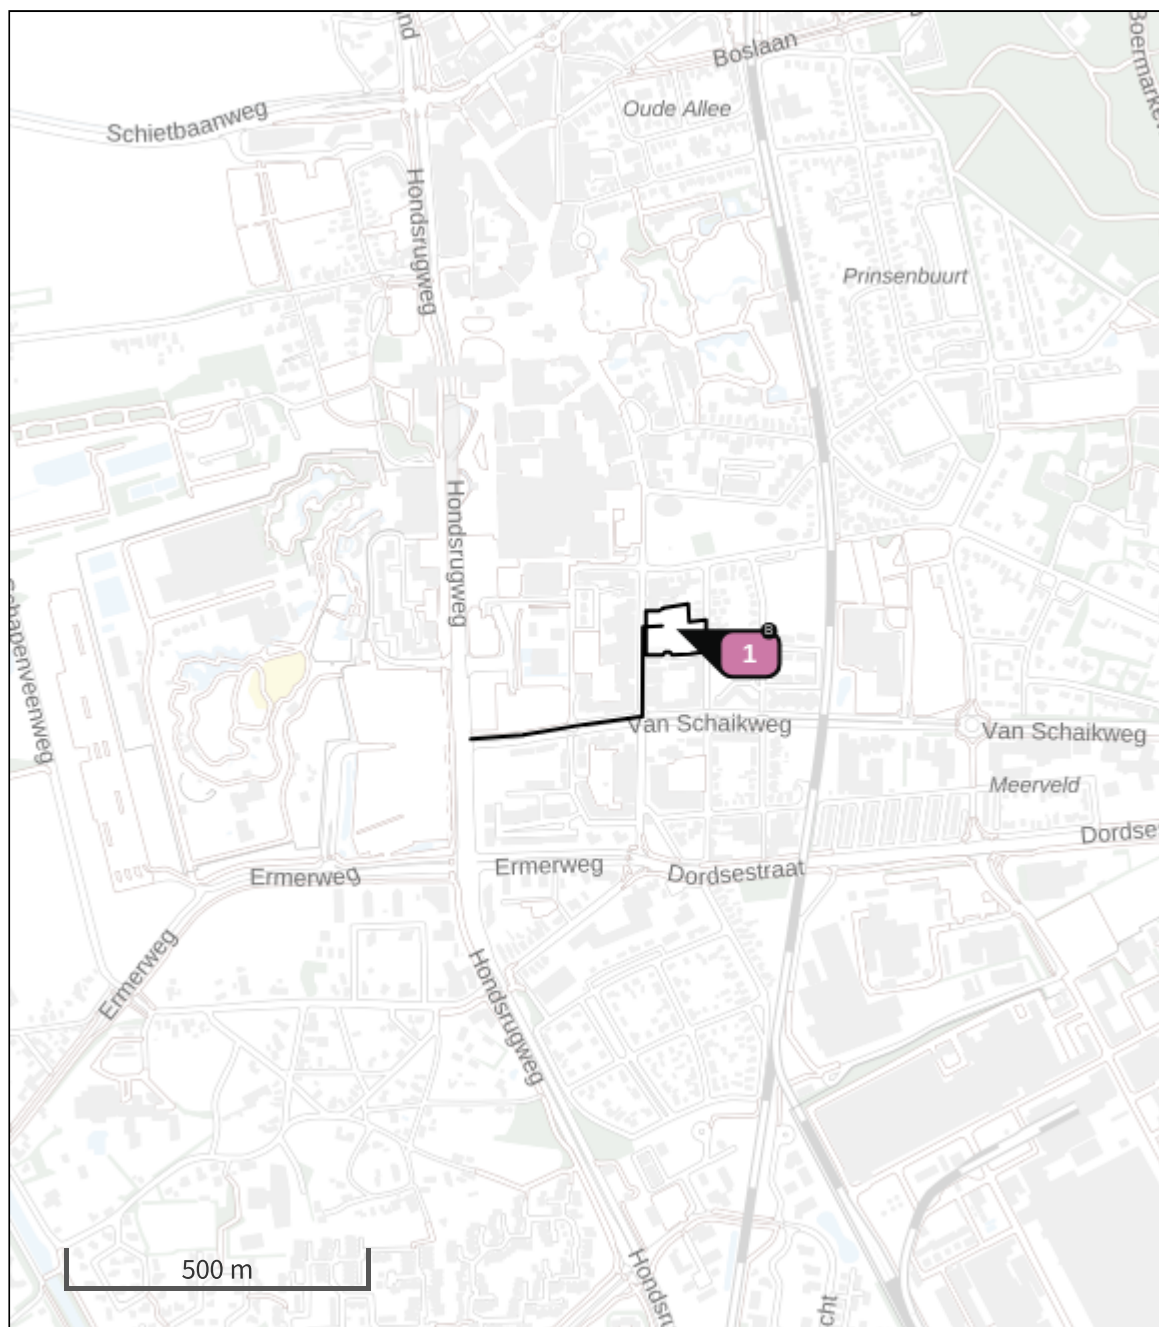 Boslaan
Oude Allee
Schietbaanweg
Hondsrugweg
Prinsenbuurt
Hondsrugweg
B
1
Van Schaikweg
Van Schaikweg
Meerveld
Ermerweg
Ermerweg
Dordsestraat
Ermerweg
Hondsrugweg
500 m